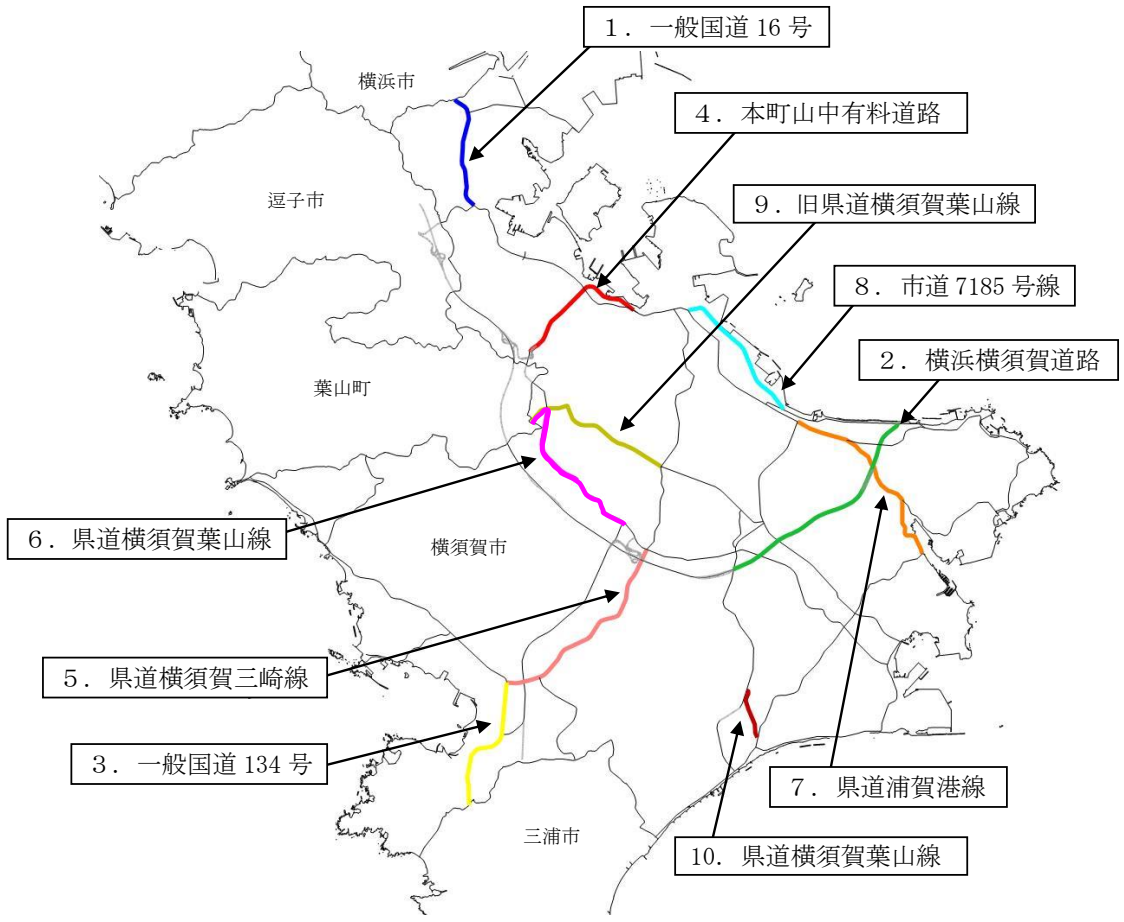 1．一般国道 16 号
横浜市
4．本町山中有料道路
逗子市
9．旧県道横須賀葉山線
8．市道 7185 号線
2．横浜横須賀道路
葉山町
6．県道横須賀葉山線
横須賀市
5．県道横須賀三崎線
3．一般国道 134 号
7．県道浦賀港線
三浦市
10．県道横須賀葉山線